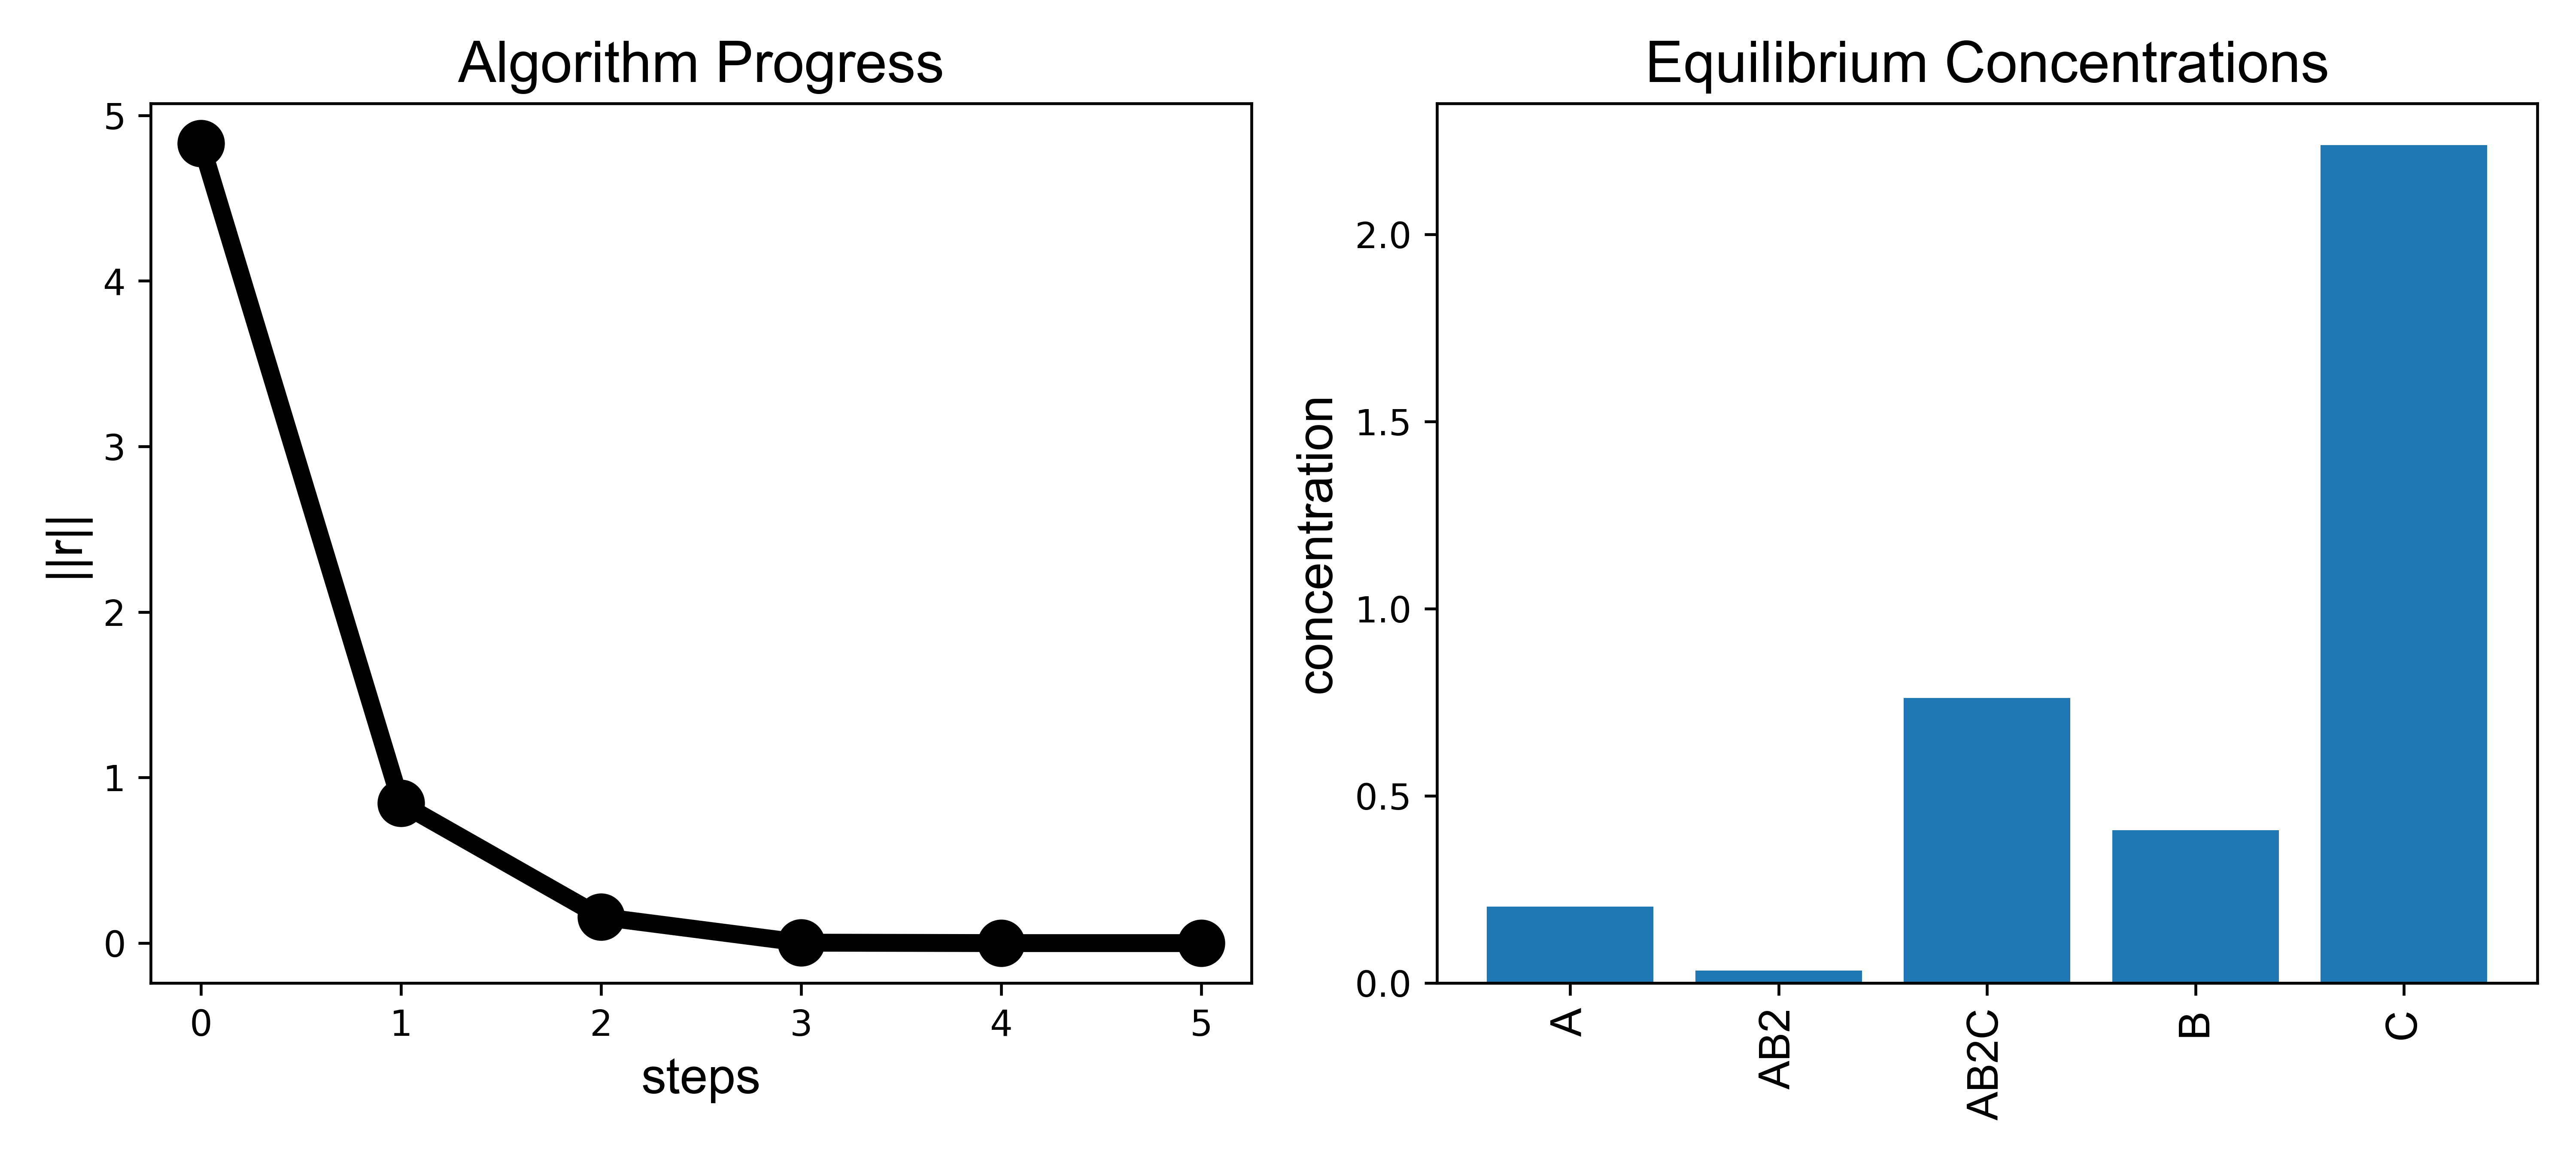 Algorithm Progress
5
4
3
2
1
0
||r||
0 1 2 3 4 5
steps
Equilibrium Concentrations
2.0
1.5
1.0
0.5
0.0
concentration
A AB2 AB2C B C